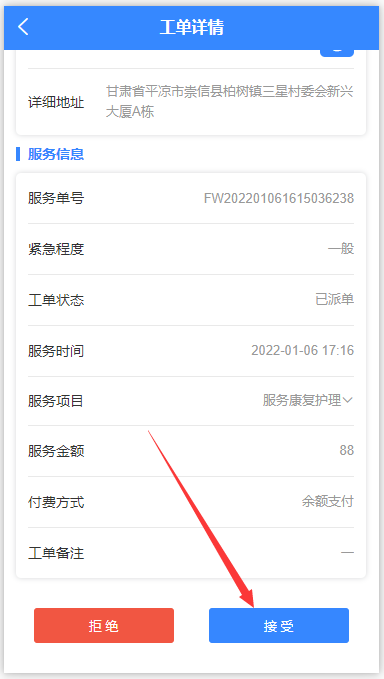 工单详情
详细地址
甘肃省平凉市崇信县柏树镇三星村委会新兴
大厦A栋
服务信息
服务单号 FW202201061615036238
紧急程度 一般
工单状态 已派单
服务时间 2022-01-06 17:16
服务项目 服务康复护理
服务金额 88
付费方式 余额支付
工单备注 —
拒绝 接受